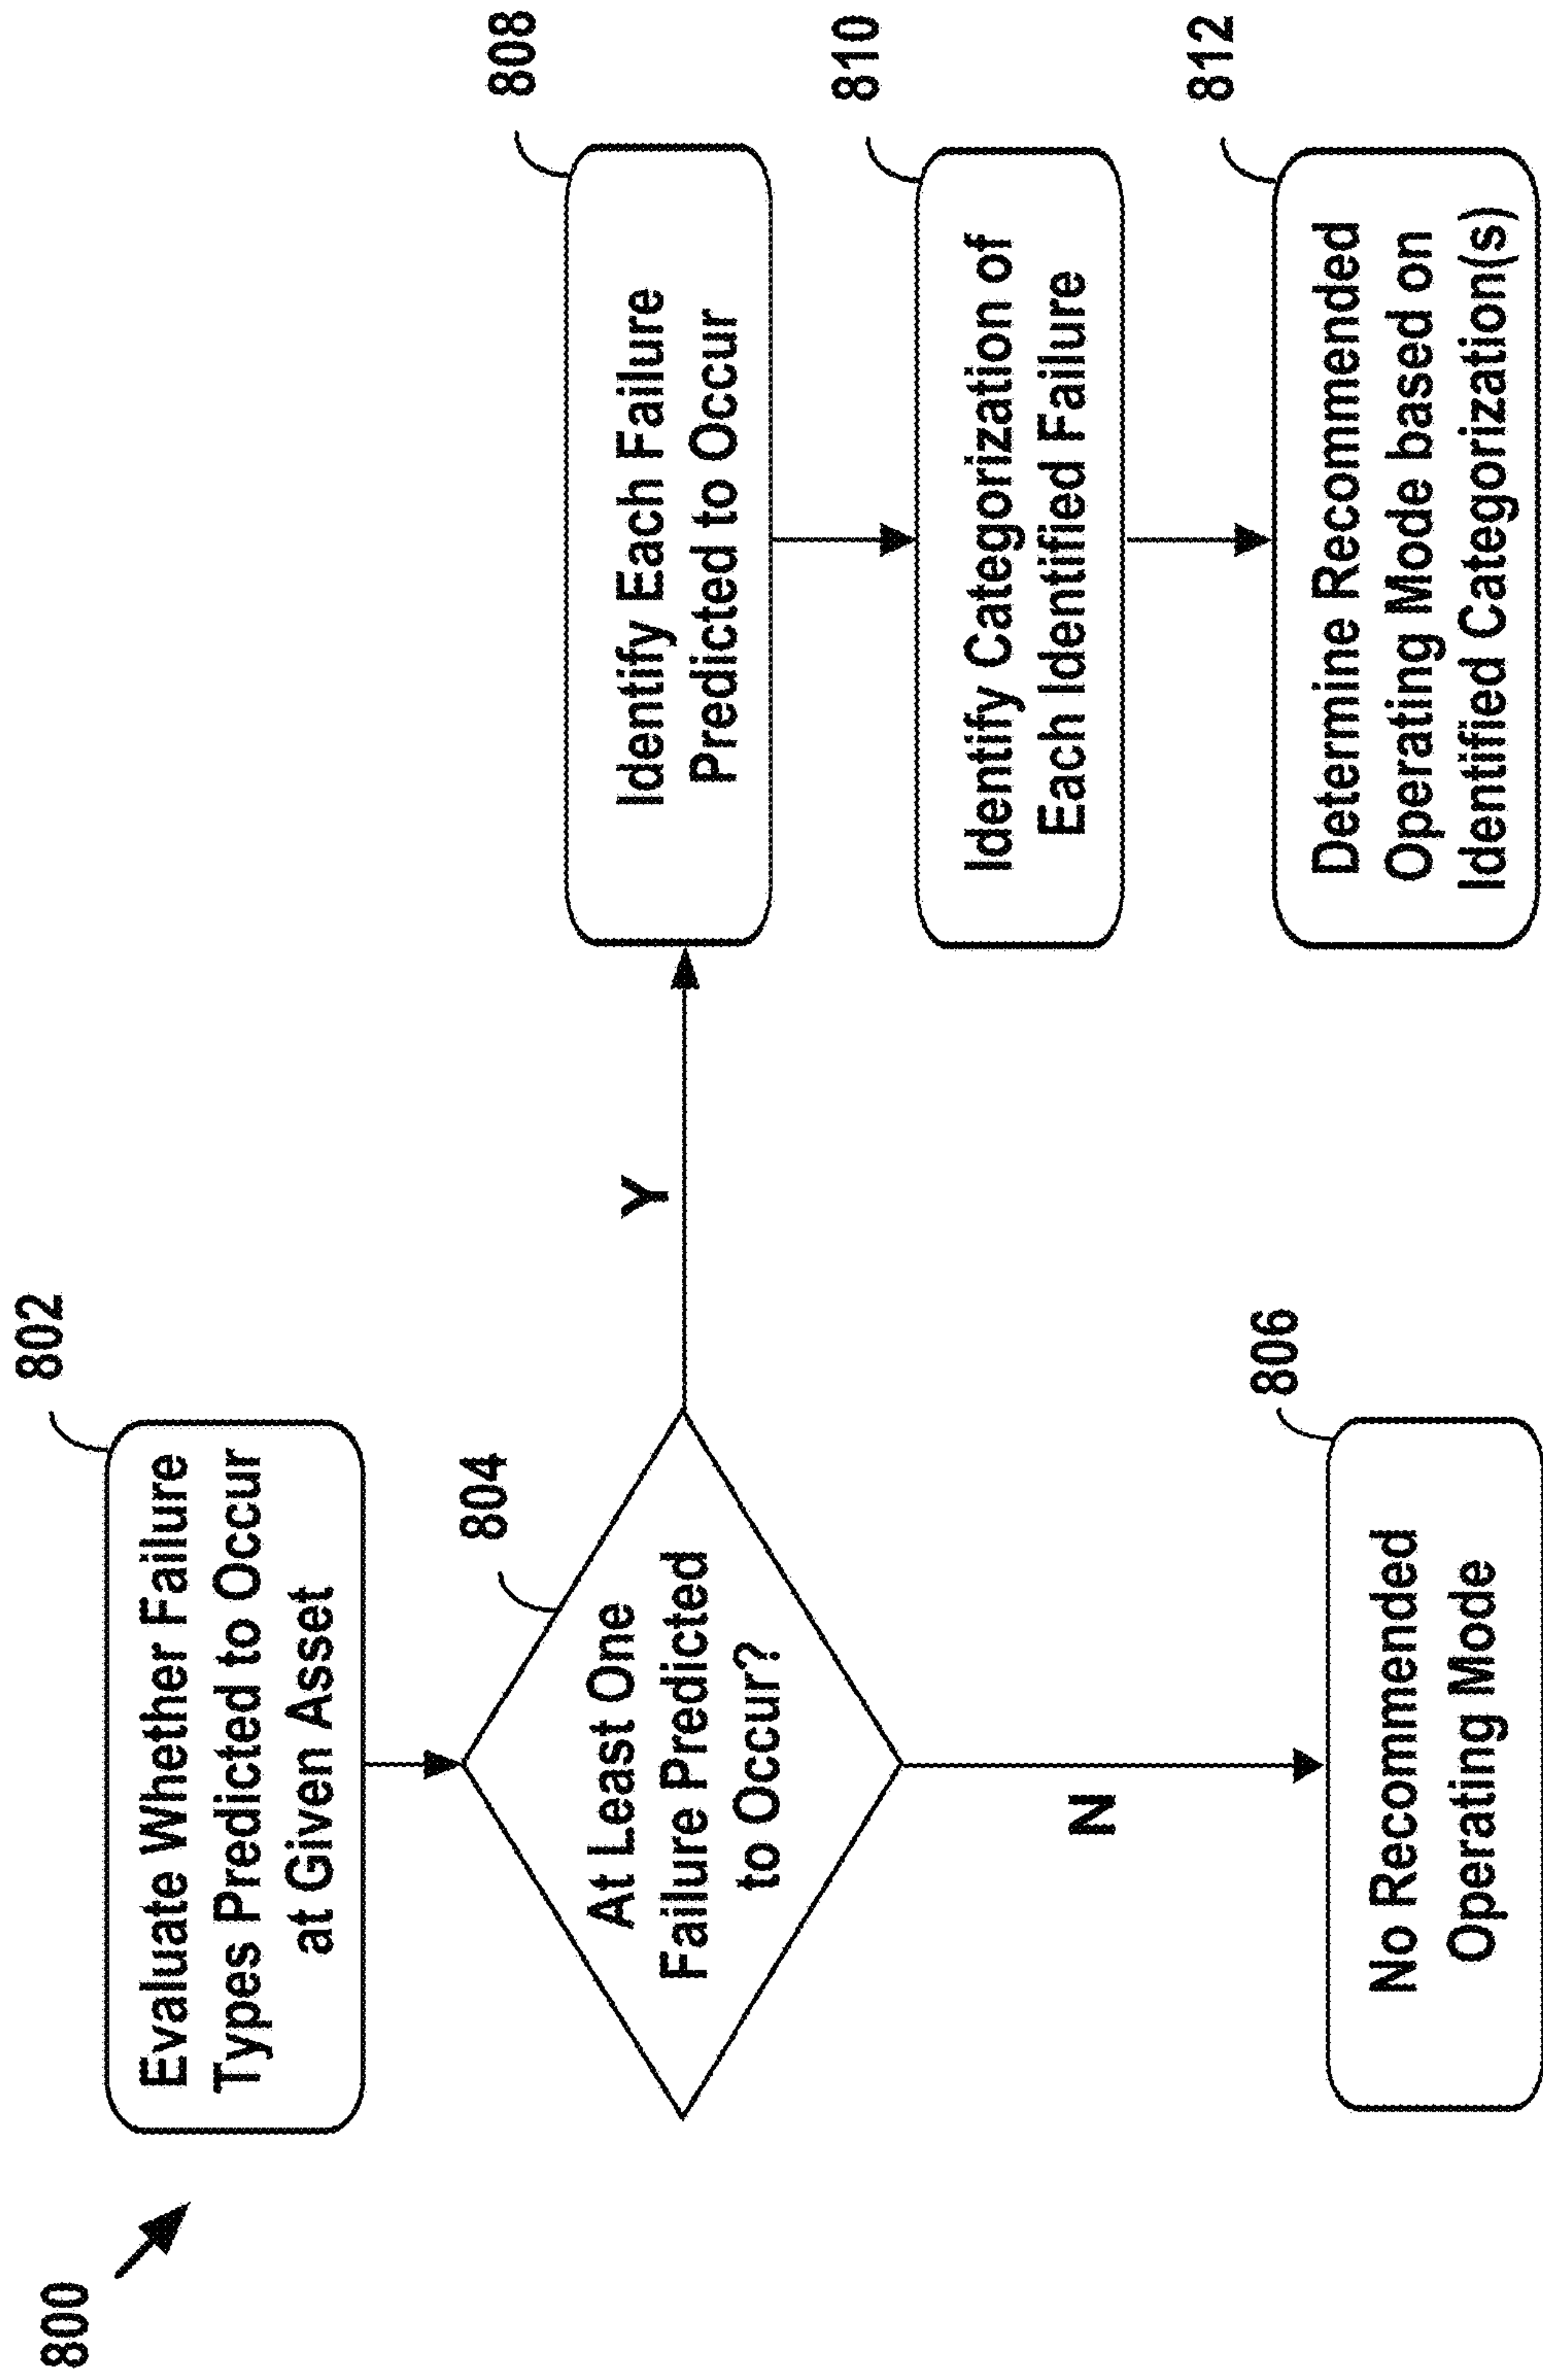 800
802
Evaluate Whether Failure
Types Predicted to Occur
at Given Asset
804
At Least One
Failure Predicted
to Occur?
Y
N
806
No Recommended
Operating Mode
808
Identify Each Failure
Predicted to Occur
810
Identify Categorization of
Each Identified Failure
812
Determine Recommended
Operating Mode based on
Identified Categorization(s)